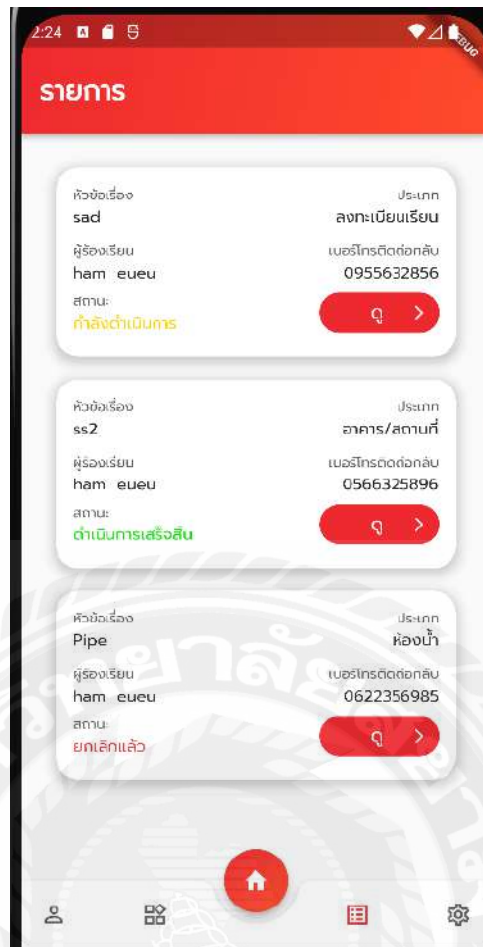 2:24
DEBUG
รายการ
หัวข้อเรื่อง ประเภท
sad ลงทะเบียนเรียน
ผู้ร้องเรียน เบอร์โทรติดต่อกลับ
ham eueu 0955632856
สถานะ
กำลังดำเนินการ ดู
หัวข้อเรื่อง ประเภท
ss2 อาคาร/สถานที่
ผู้ร้องเรียน เบอร์โทรติดต่อกลับ
ham eueu 0566325896
สถานะ
ดำเนินการเสร็จสิ้น ดู
หัวข้อเรื่อง ประเภท
Pipe ห้องน้ำ
ผู้ร้องเรียน เบอร์โทรติดต่อกลับ
ham eueu 0622356985
สถานะ
ยกเลิกแล้ว ดู